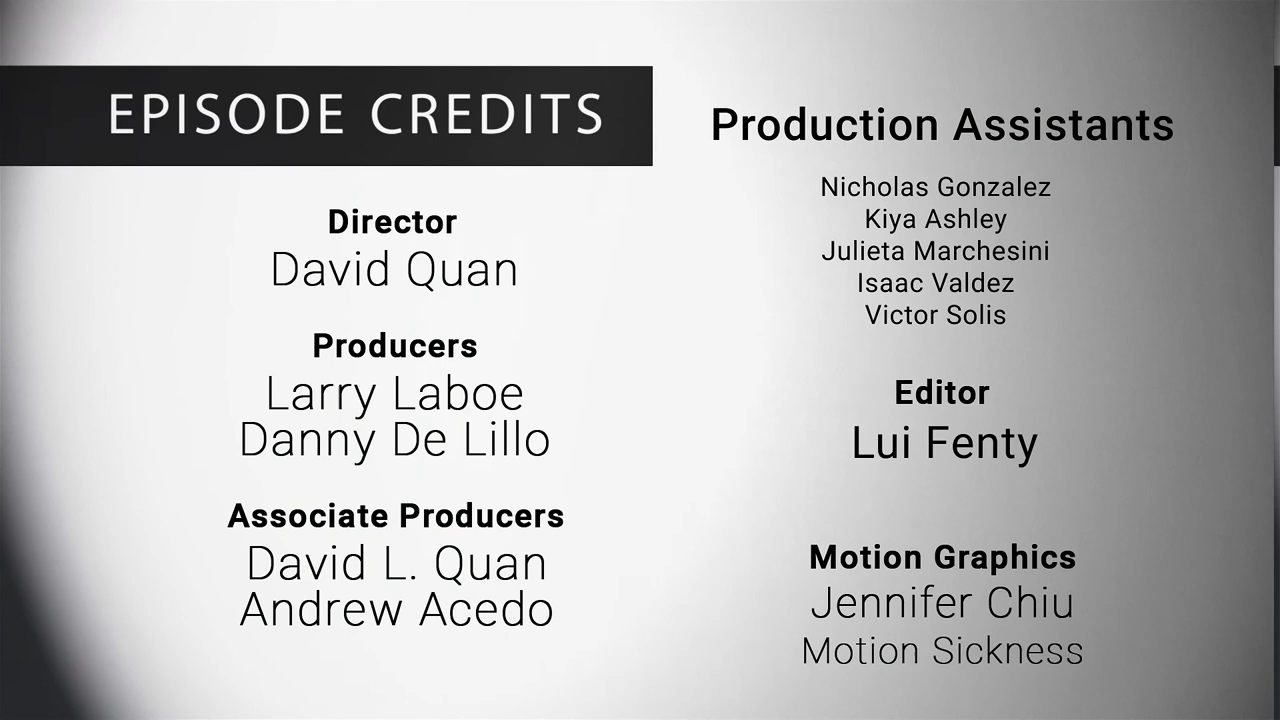 EPISODE CREDITS
Director
David Quan
Producers
Larry Laboe
Danny De Lillo
Associate Producers
David L. Quan
Andrew Acedo
Production Assistants
Nicholas Gonzalez
Kiya Ashley
Julieta Marchesini
Isaac Valdez
Victor Solis
Editor
Lui Fenty
Motion Graphics
Jennifer Chiu
Motion Sickness